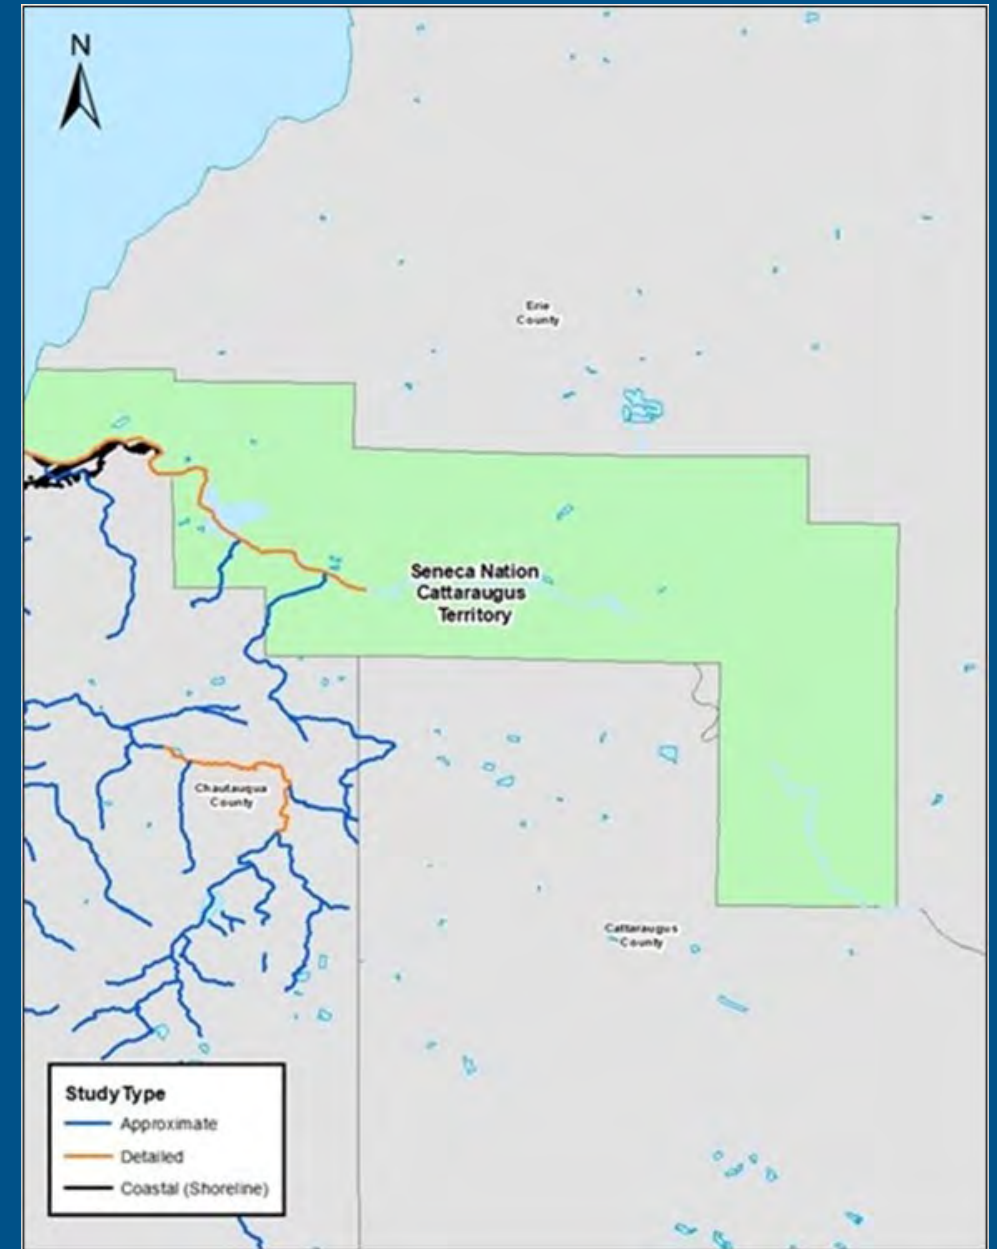 N
Erie
County
Seneca Nation
Cattaraugus
Territory
Chautauqua
County
Cattaraugus
County
Study Type
Approximate
Detailed
Coastal (Shoreline)